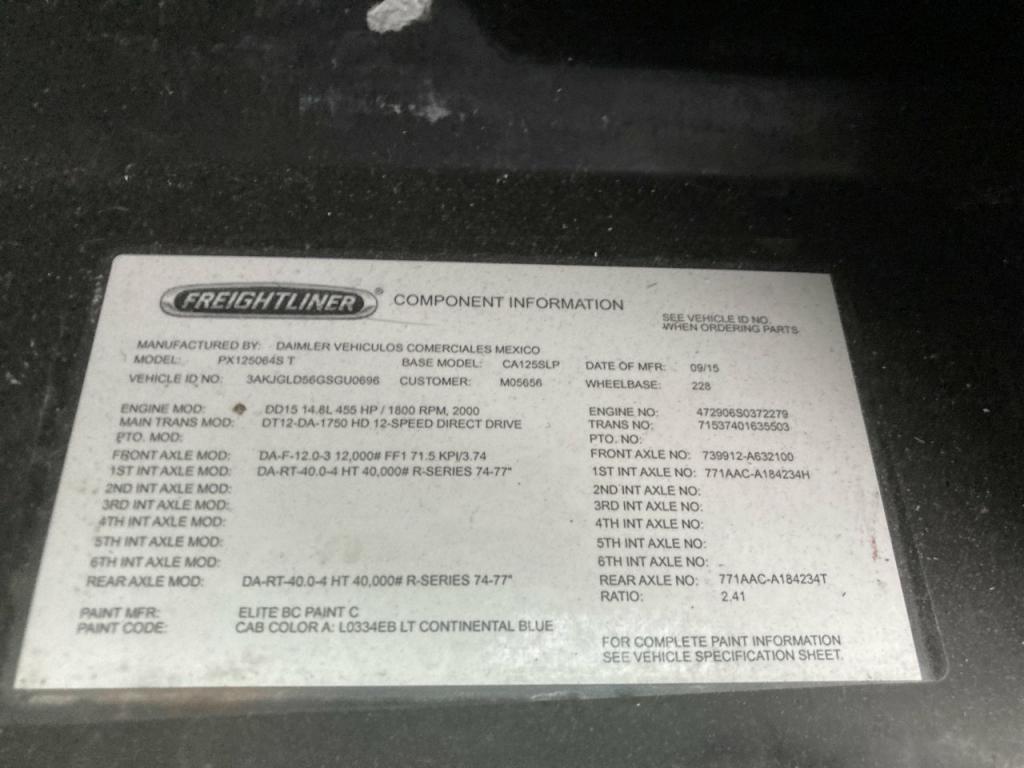 FREIGHTLINER® COMPONENT INFORMATION
SEE VEHICLE ID NO.
WHEN ORDERING PARTS
MANUFACTURED BY: DAIMLER VEHICULOS COMERCIALES MEXICO
MODEL: PX125064S T BASE MODEL: CA125SLP DATE OF MFR: 09/15
VEHICLE ID NO: 3AKJGLD56GSGU0696 CUSTOMER: M05656 WHEELBASE: 228
ENGINE MOD: DD15 14.8L 455 HP / 1800 RPM, 2000 ENGINE NO: 472906S0372279
MAIN TRANS MOD: DT12-DA-1750 HD 12-SPEED DIRECT DRIVE TRANS NO: 71537401635503
PTO. MOD: PTO. NO:
FRONT AXLE MOD: DA-F-12.0-3 12,000# FF1 71.5 KPI/3.74 FRONT AXLE NO: 739912-A632100
1ST INT AXLE MOD: DA-RT-40.0-4 HT 40,000# R-SERIES 74-77" 1ST INT AXLE NO: 771AAC-A184234H
2ND INT AXLE MOD: 2ND INT AXLE NO:
3RD INT AXLE MOD: 3RD INT AXLE NO:
4TH INT AXLE MOD: 4TH INT AXLE NO:
5TH INT AXLE MOD: 5TH INT AXLE NO:
6TH INT AXLE MOD: 6TH INT AXLE NO:
REAR AXLE MOD: DA-RT-40.0-4 HT 40,000# R-SERIES 74-77" REAR AXLE NO: 771AAC-A184234T
RATIO: 2.41
PAINT MFR: ELITE BC PAINT C
PAINT CODE: CAB COLOR A: L0334EB LT CONTINENTAL BLUE
FOR COMPLETE PAINT INFORMATION
SEE VEHICLE SPECIFICATION SHEET.